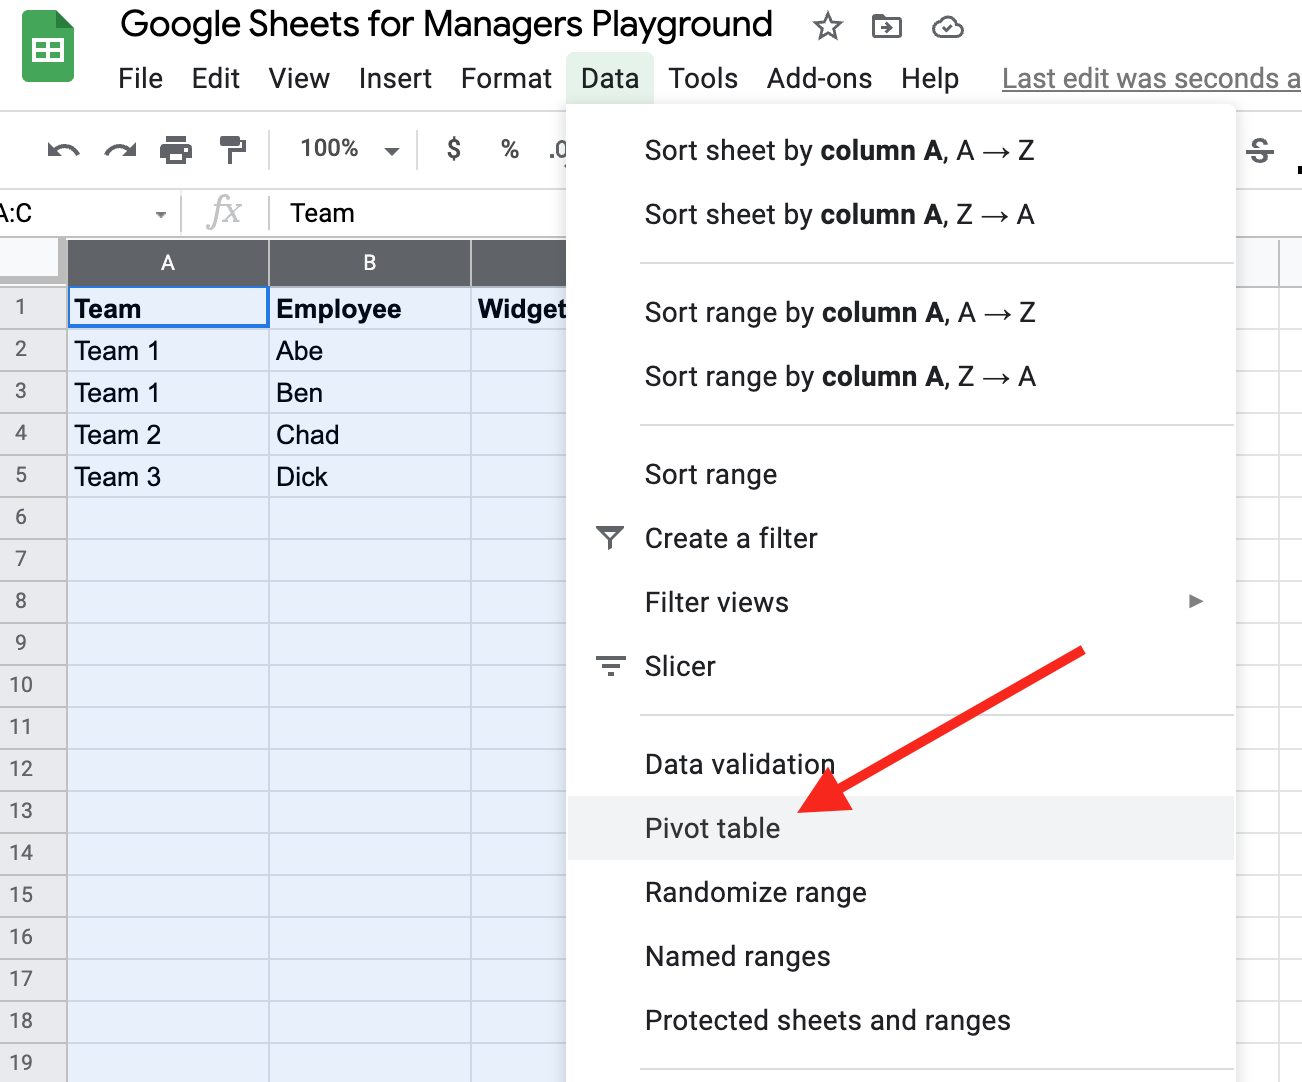 Google Sheets for Managers Playground
File Edit View Insert Format Data Tools Add-ons Help Last edit was seconds a
100% $ % .0 S
A:C fx Team
A B
1 Team Employee Widget
2 Team 1 Abe
3 Team 1 Ben
4 Team 2 Chad
5 Team 3 Dick
6
7
8
9
10
11
12
13
14
15
16
17
18
19
Sort sheet by column A, A → Z
Sort sheet by column A, Z → A
Sort range by column A, A → Z
Sort range by column A, Z → A
Sort range
Create a filter
Filter views
Slicer
Data validation
Pivot table
Randomize range
Named ranges
Protected sheets and ranges